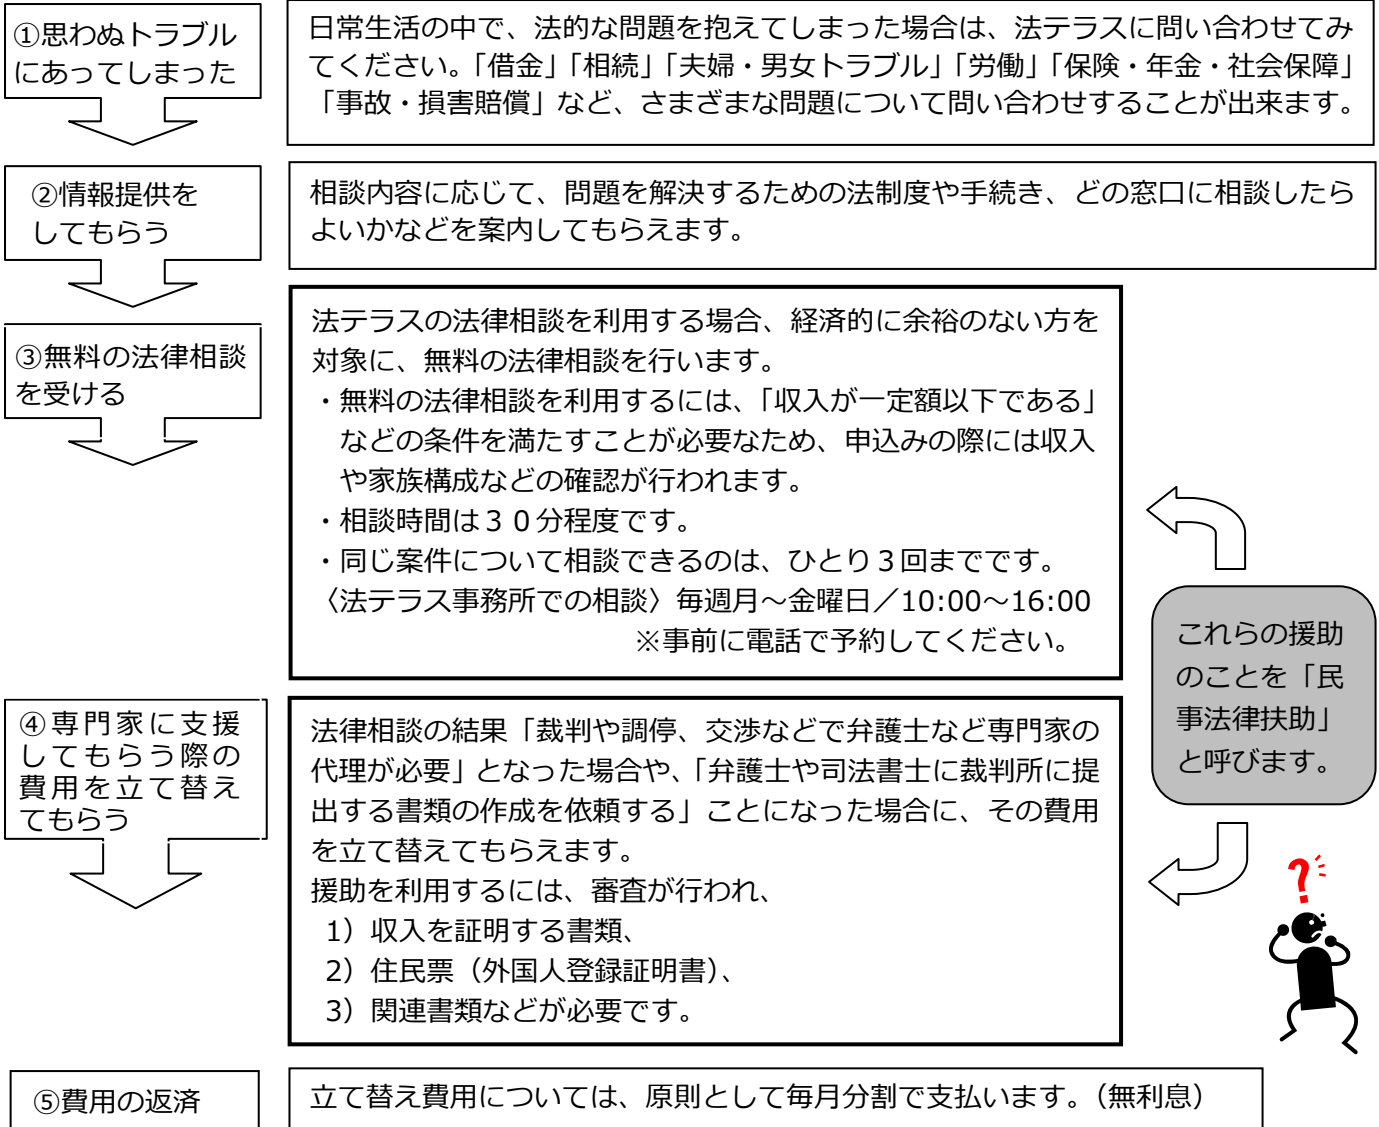 ①思わぬトラブル
にあってしまった
日常生活の中で、法的な問題を抱えてしまった場合は、法テラスに問い合わせてみ
てください。「借金」「相続」「夫婦・男女トラブル」「労働」「保険・年金・社会保障」
「事故・損害賠償」など、さまざまな問題について問い合わせすることが出来ます。
②情報提供を
してもらう
相談内容に応じて、問題を解決するための法制度や手続き、どの窓口に相談したら
よいかなどを案内してもらえます。
③無料の法律相談
を受ける
法テラスの法律相談を利用する場合、経済的に余裕のない方を
対象に、無料の法律相談を行います。
・無料の法律相談を利用するには、「収入が一定額以下である」
などの条件を満たすことが必要なため、申込みの際には収入
や家族構成などの確認が行われます。
・相談時間は３０分程度です。
・同じ案件について相談できるのは、ひとり３回までです。
〈法テラス事務所での相談〉毎週月～金曜日／10:00～16:00
※事前に電話で予約してください。
これらの援助
のことを「民
事法律扶助」
と呼びます。
④専門家に支援
してもらう際の
費用を立て替え
てもらう
法律相談の結果「裁判や調停、交渉などで弁護士など専門家の
代理が必要」となった場合や、「弁護士や司法書士に裁判所に提
出する書類の作成を依頼する」ことになった場合に、その費用
を立て替えてもらえます。
援助を利用するには、審査が行われ、
1）収入を証明する書類、
2）住民票（外国人登録証明書）、
3）関連書類などが必要です。
?
⑤費用の返済
立て替え費用については、原則として毎月分割で支払います。（無利息）